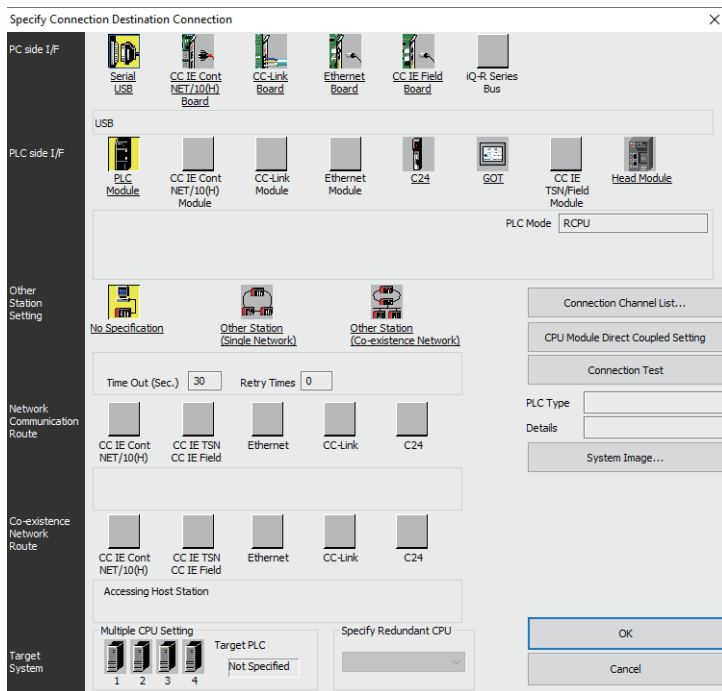 Specify Connection Destination Connection
PC side I/F
Serial
USB
CC IE Cont
NET/10(H)
Board
CC-Link
Board
Ethernet
Board
CC IE Field
Board
iQ-R Series
Bus
USB
PLC side I/F
PLC
Module
CC IE Cont
NET/10(H)
Module
CC-Link
Module
Ethernet
Module
C24
GOT
CC IE
TSN/Field
Module
Head Module
PLC Mode RCPU
Other
Station
Setting
No Specification
Other Station
(Single Network)
Other Station
(Co-existence Network)
Connection Channel List...
CPU Module Direct Coupled Setting
Connection Test
Time Out (Sec.) 30 Retry Times 0
PLC Type
Details
System Image...
Network
Communication
Route
CC IE Cont
NET/10(H)
CC IE TSN
CC IE Field
Ethernet
CC-Link
C24
Co-existence
Network
Route
CC IE Cont
NET/10(H)
CC IE TSN
CC IE Field
Ethernet
CC-Link
C24
Accessing Host Station
Target
System
Multiple CPU Setting
1 2 3 4
Target PLC
Not Specified
Specify Redundant CPU
OK
Cancel